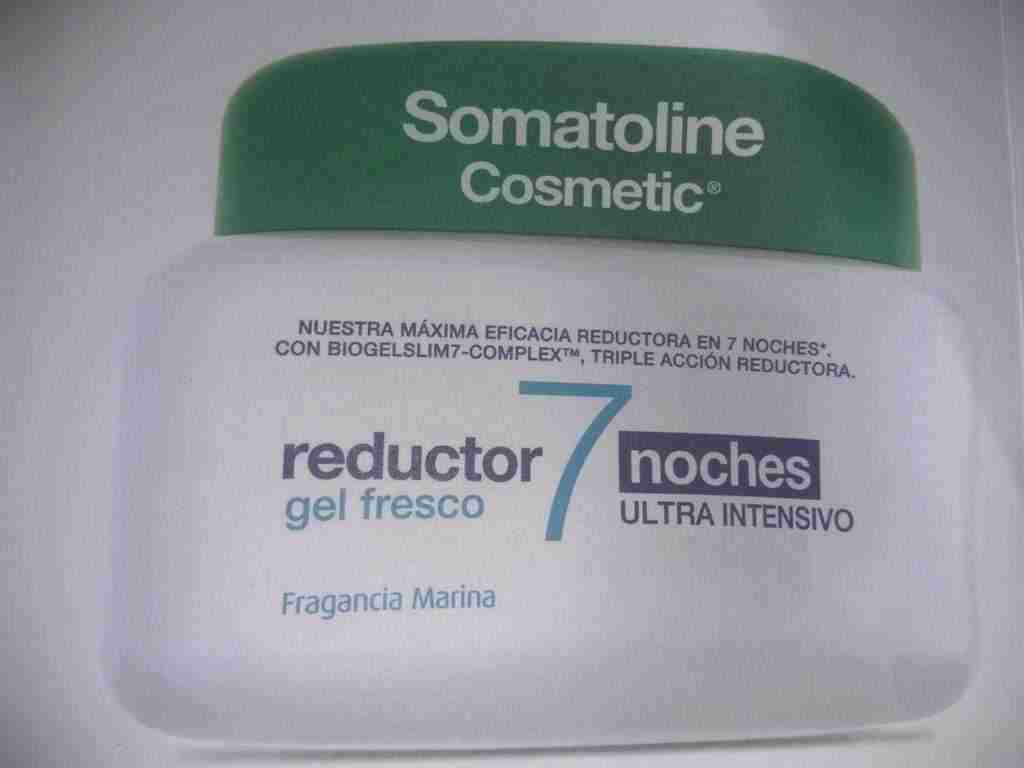 Somatoline
Cosmetic®
NUESTRA MÁXIMA EFICACIA REDUCTORA EN 7 NOCHES*.
CON BIOGELSLIM7-COMPLEX™, TRIPLE ACCIÓN REDUCTORA.
reductor 7 noches
gel fresco ULTRA INTENSIVO
Fragancia Marina